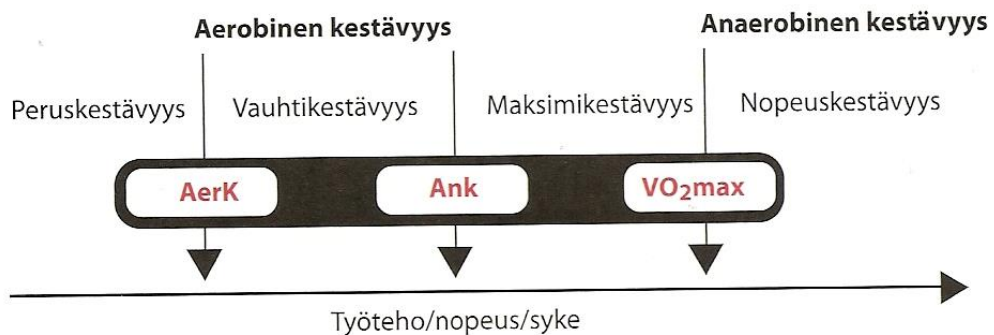 Aerobinen kestävyys Anaerobinen kestävyys
Peruskestävyys Vauhtikestävyys Maksimikestävyys Nopeuskestävyys
AerK Ank VO₂max
Työteho/nopeus/syke